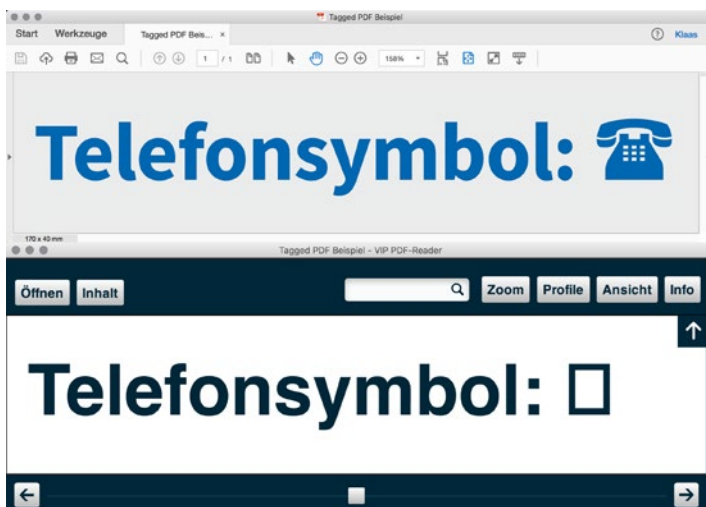 Tagged PDF Beispiel
Start Werkzeuge Tagged PDF Beis... × ? Klaas
1 / 1 158%
Telefonsymbol: ☎
170 x 40 mm
Tagged PDF Beispiel - VIP PDF-Reader
Öffnen Inhalt Zoom Profile Ansicht Info
Telefonsymbol: □